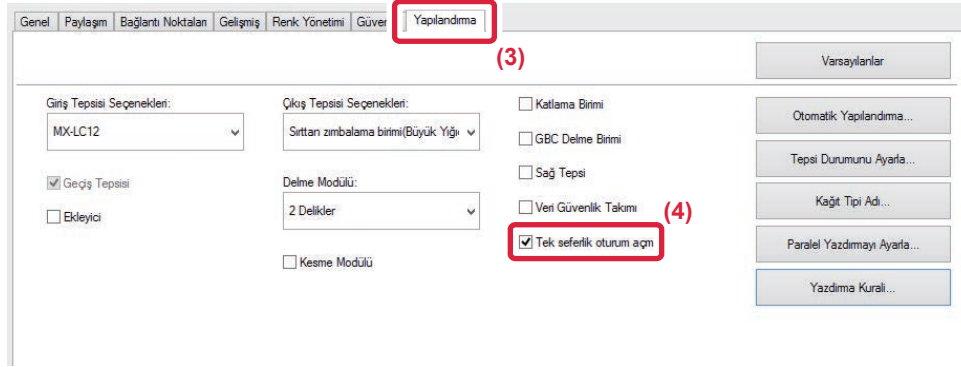 Genel Paylaşım Bağlantı Noktaları Gelişmiş Renk Yönetimi Güven Yapılandırma
(3)
Varsayılanlar
Giriş Tepsisi Seçenekleri:
MX-LC12
Geçiş Tepsisi
Ekleyici
Çıkış Tepsisi Seçenekleri:
Sırttan zımbalama birimi(Büyük Yığı
Delme Modülü:
2 Delikler
Kesme Modülü
Katlama Birimi
GBC Delme Birimi
Sağ Tepsi
Veri Güvenlik Takımı
(4)
Tek seferlik oturum açm
Otomatik Yapılandırma...
Tepsi Durumunu Ayarla...
Kağıt Tipi Adı...
Paralel Yazdırmayı Ayarla...
Yazdirma Kurali...